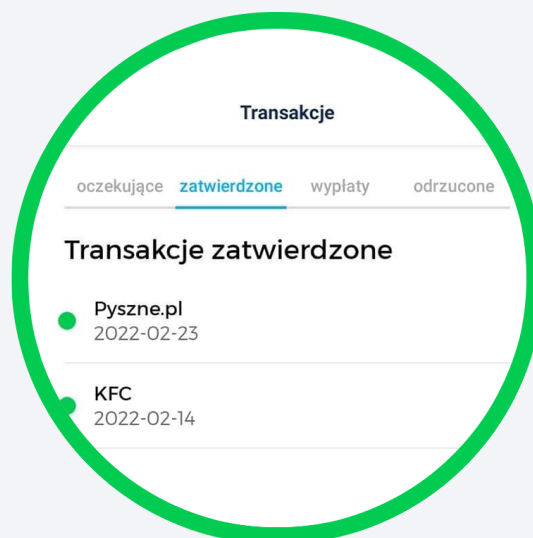 Transakcje
oczekujące zatwierdzone wypłaty odrzucone
Transakcje zatwierdzone
Pyszne.pl
2022-02-23
KFC
2022-02-14